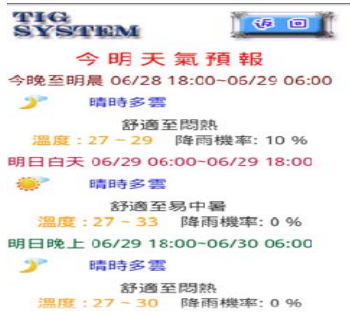 TIG
SYSTEM
返 回
今 明 天 氣 預 報
今晚至明晨 06/28 18:00~06/29 06:00
晴時多雲
舒適至悶熱
溫度 : 27 ~ 29 降雨機率: 10 %
明日白天 06/29 06:00~06/29 18:00
晴時多雲
舒適至易中暑
溫度 : 27 ~ 33 降雨機率: 0 %
明日晚上 06/29 18:00~06/30 06:00
晴時多雲
舒適至悶熱
溫度 : 27 ~ 30 降雨機率: 0 %